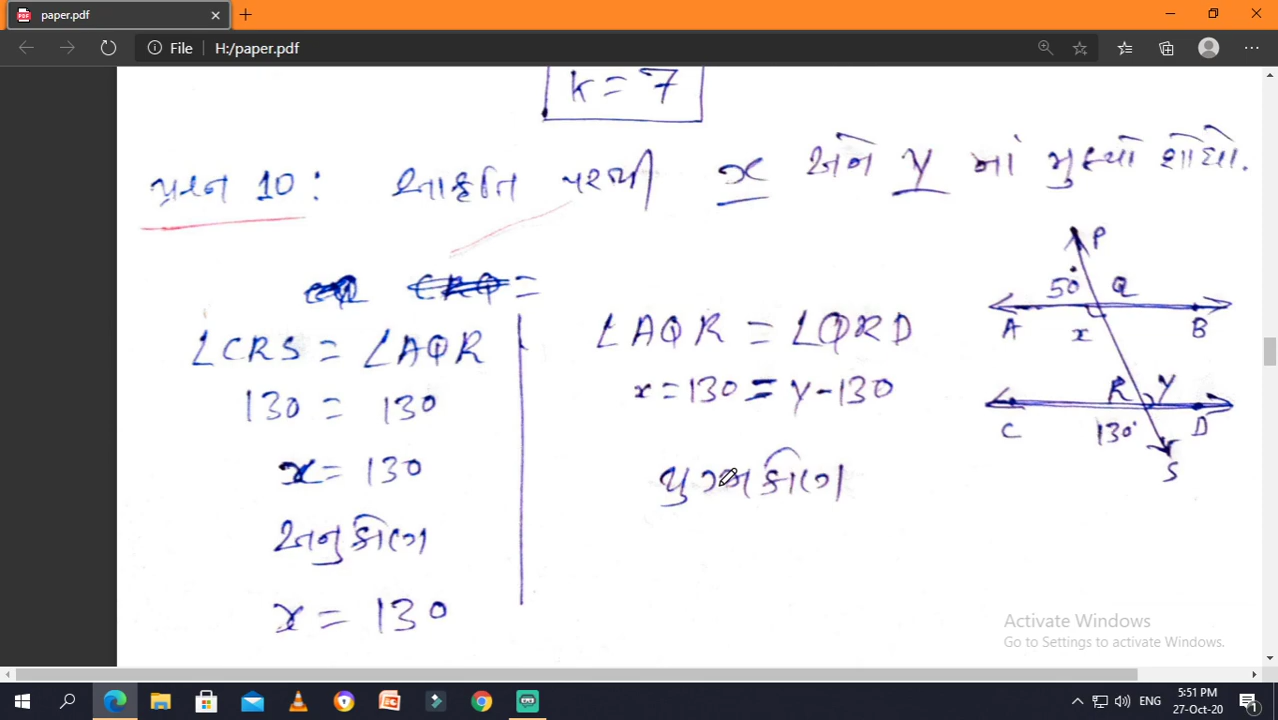 paper.pdf
File H:/paper.pdf
k = 7
પ્રશ્ન 10: આકૃતિ પરથી x અને y નાં મુલ્યો શોધો.
∠CRS = ∠AQR
130 = 130
x = 130
અનુકોણ
x = 130
∠AQR = ∠QRD
x = 130 = y - 130
યુગ્મકોણ
P
50° Q
A x B
R y
C 130° D
S
Activate Windows
Go to Settings to activate Windows.
ENG
5:51 PM
27-Oct-20